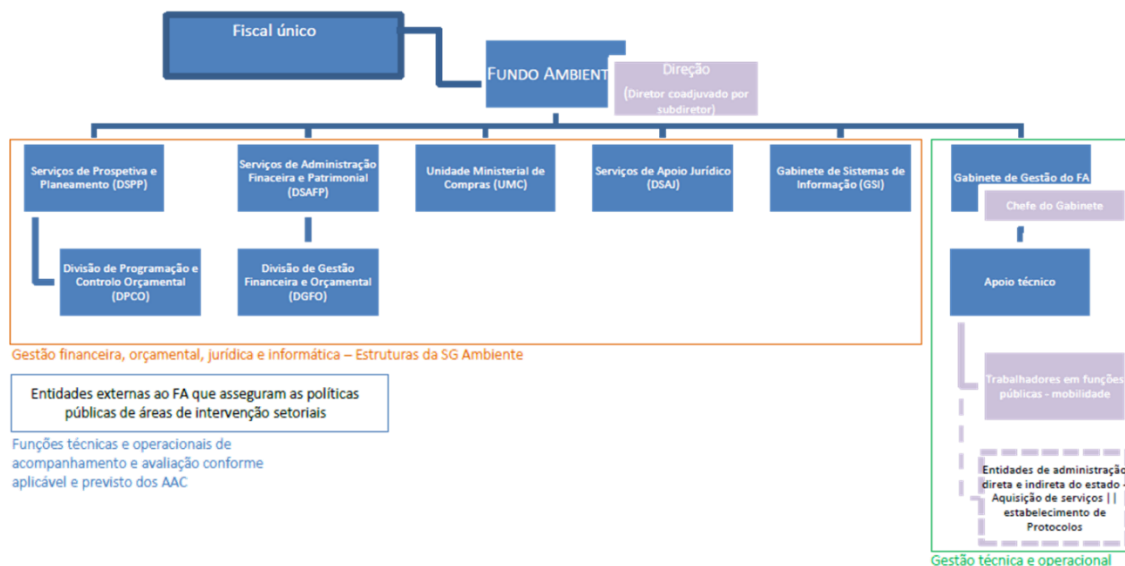 Fiscal único
FUNDO AMBIENT
Direção
(Diretor coadjuvado por
subdiretor)
Serviços de Prospetiva e
Planeamento (DSPP)
Serviços de Administração
Finaceira e Patrimonial
(DSAFP)
Unidade Ministerial de
Compras (UMC)
Serviços de Apoio Jurídico
(DSAJ)
Gabinete de Sistemas de
Informação (GSI)
Gabinete de Gestão do FA
Chefe do Gabinete
Divisão de Programação e
Controlo Orçamental
(DPCO)
Divisão de Gestão
Financeira e Orçamental
(DGFO)
Apoio técnico
Gestão financeira, orçamental, jurídica e informática – Estruturas da SG Ambiente
Entidades externas ao FA que asseguram as políticas
públicas de áreas de intervenção setoriais
Funções técnicas e operacionais de
acompanhamento e avaliação conforme
aplicável e previsto dos AAC
Trabalhadores em funções
públicas - mobilidade
Entidades de administração
direta e indireta do estado -
Aquisição de serviços ||
estabelecimento de
Protocolos
Gestão técnica e operacional